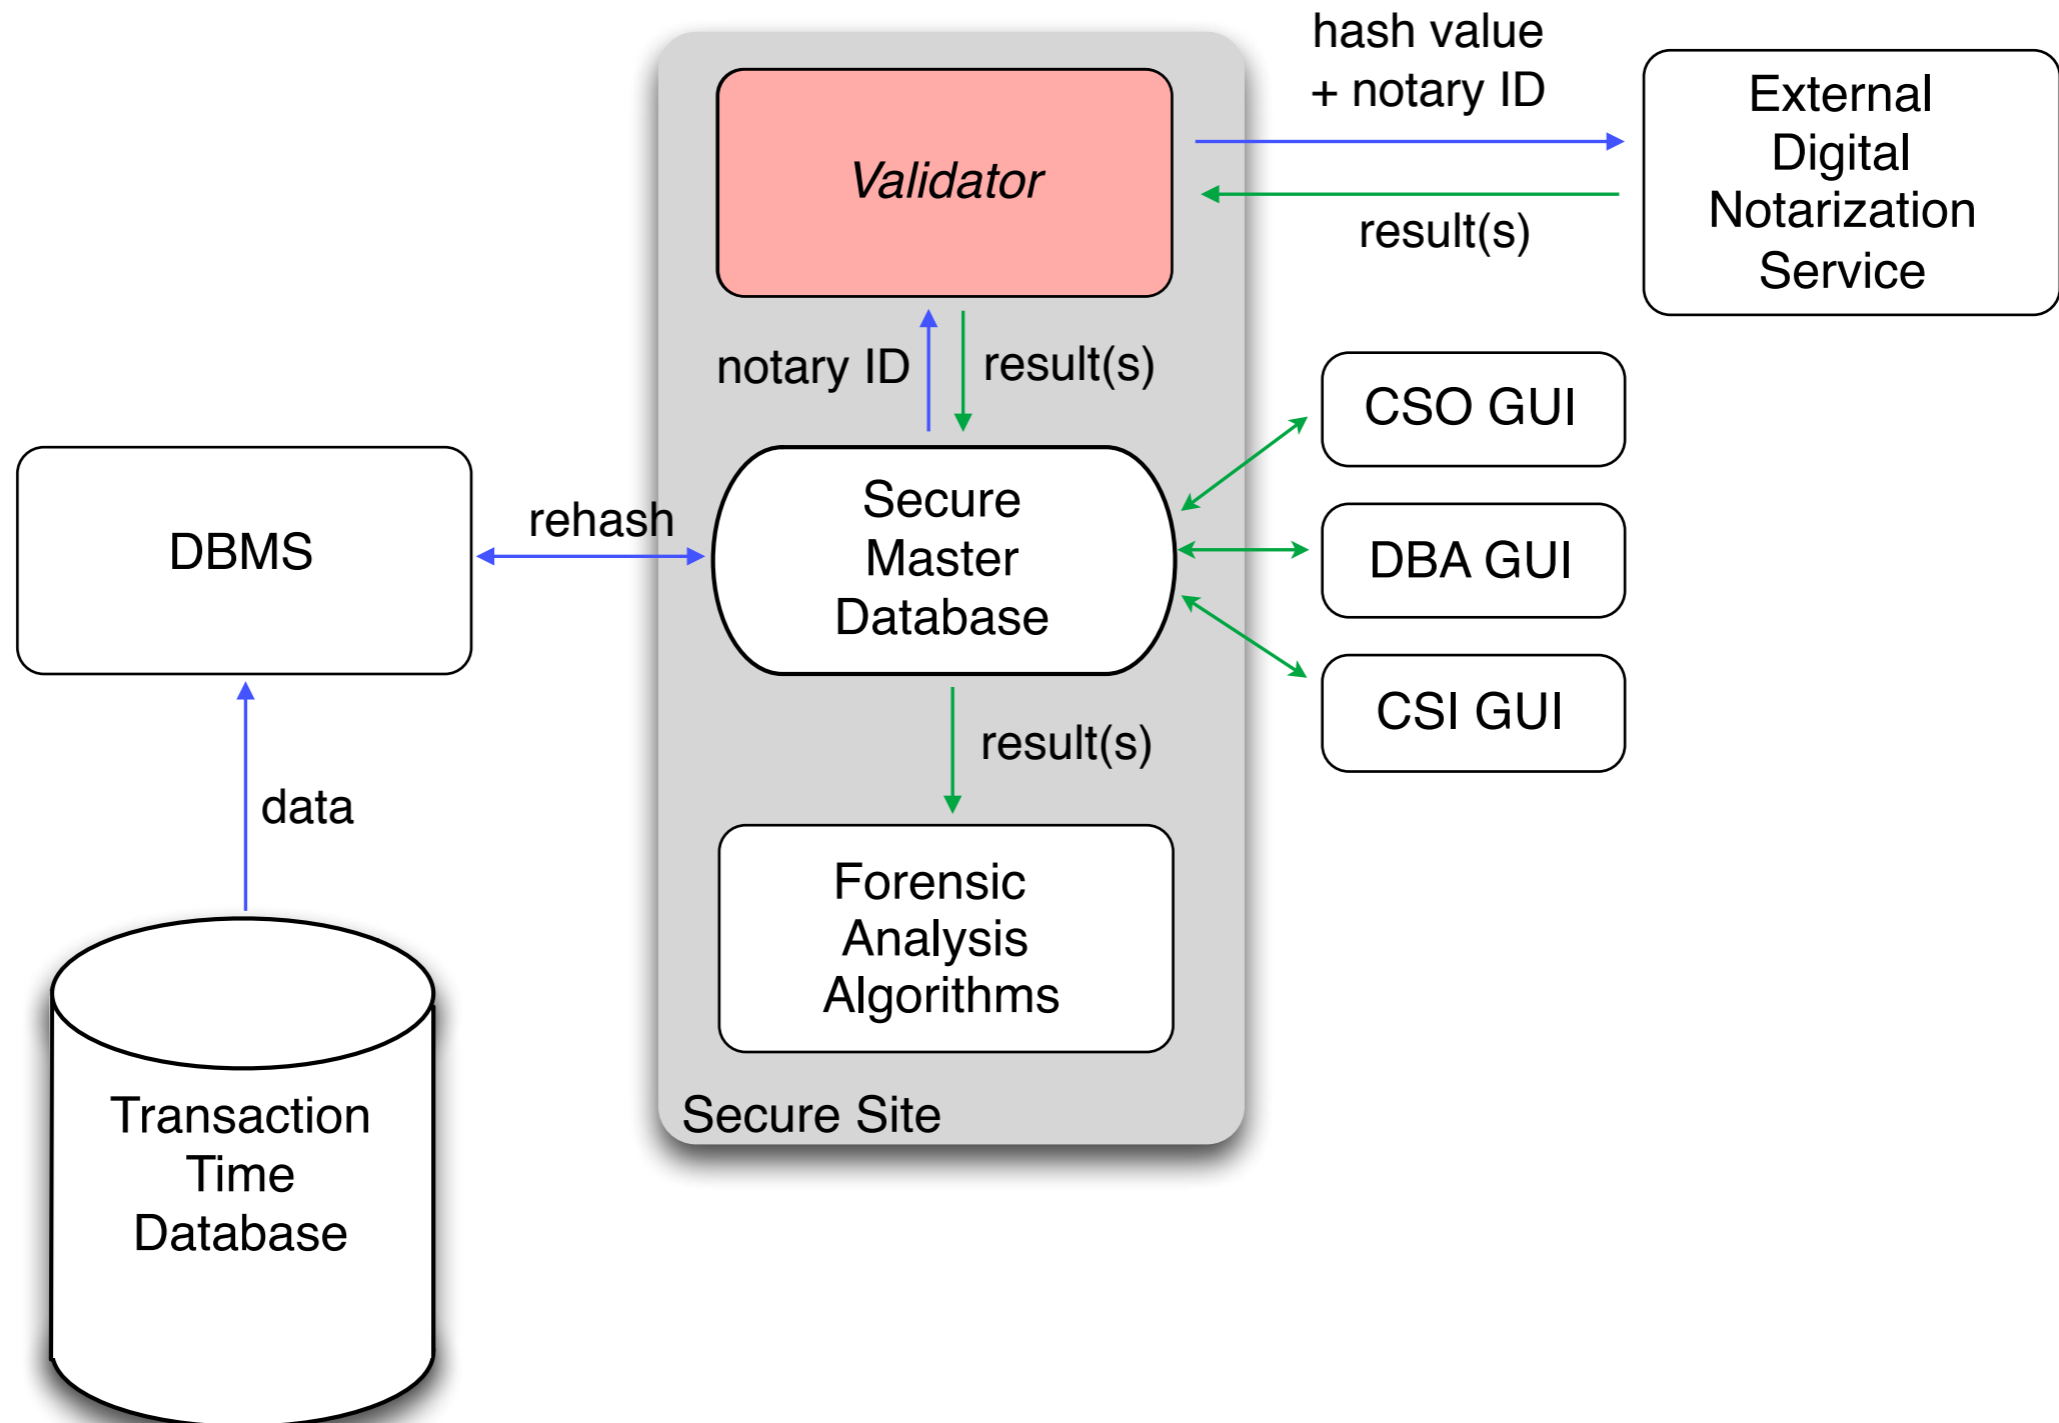 hash value
+ notary ID
External
Digital
Notarization
Service
Validator
result(s)
notary ID
result(s)
CSO GUI
DBMS
rehash
Secure
Master
Database
DBA GUI
CSI GUI
result(s)
data
Forensic
Analysis
Algorithms
Secure Site
Transaction
Time
Database